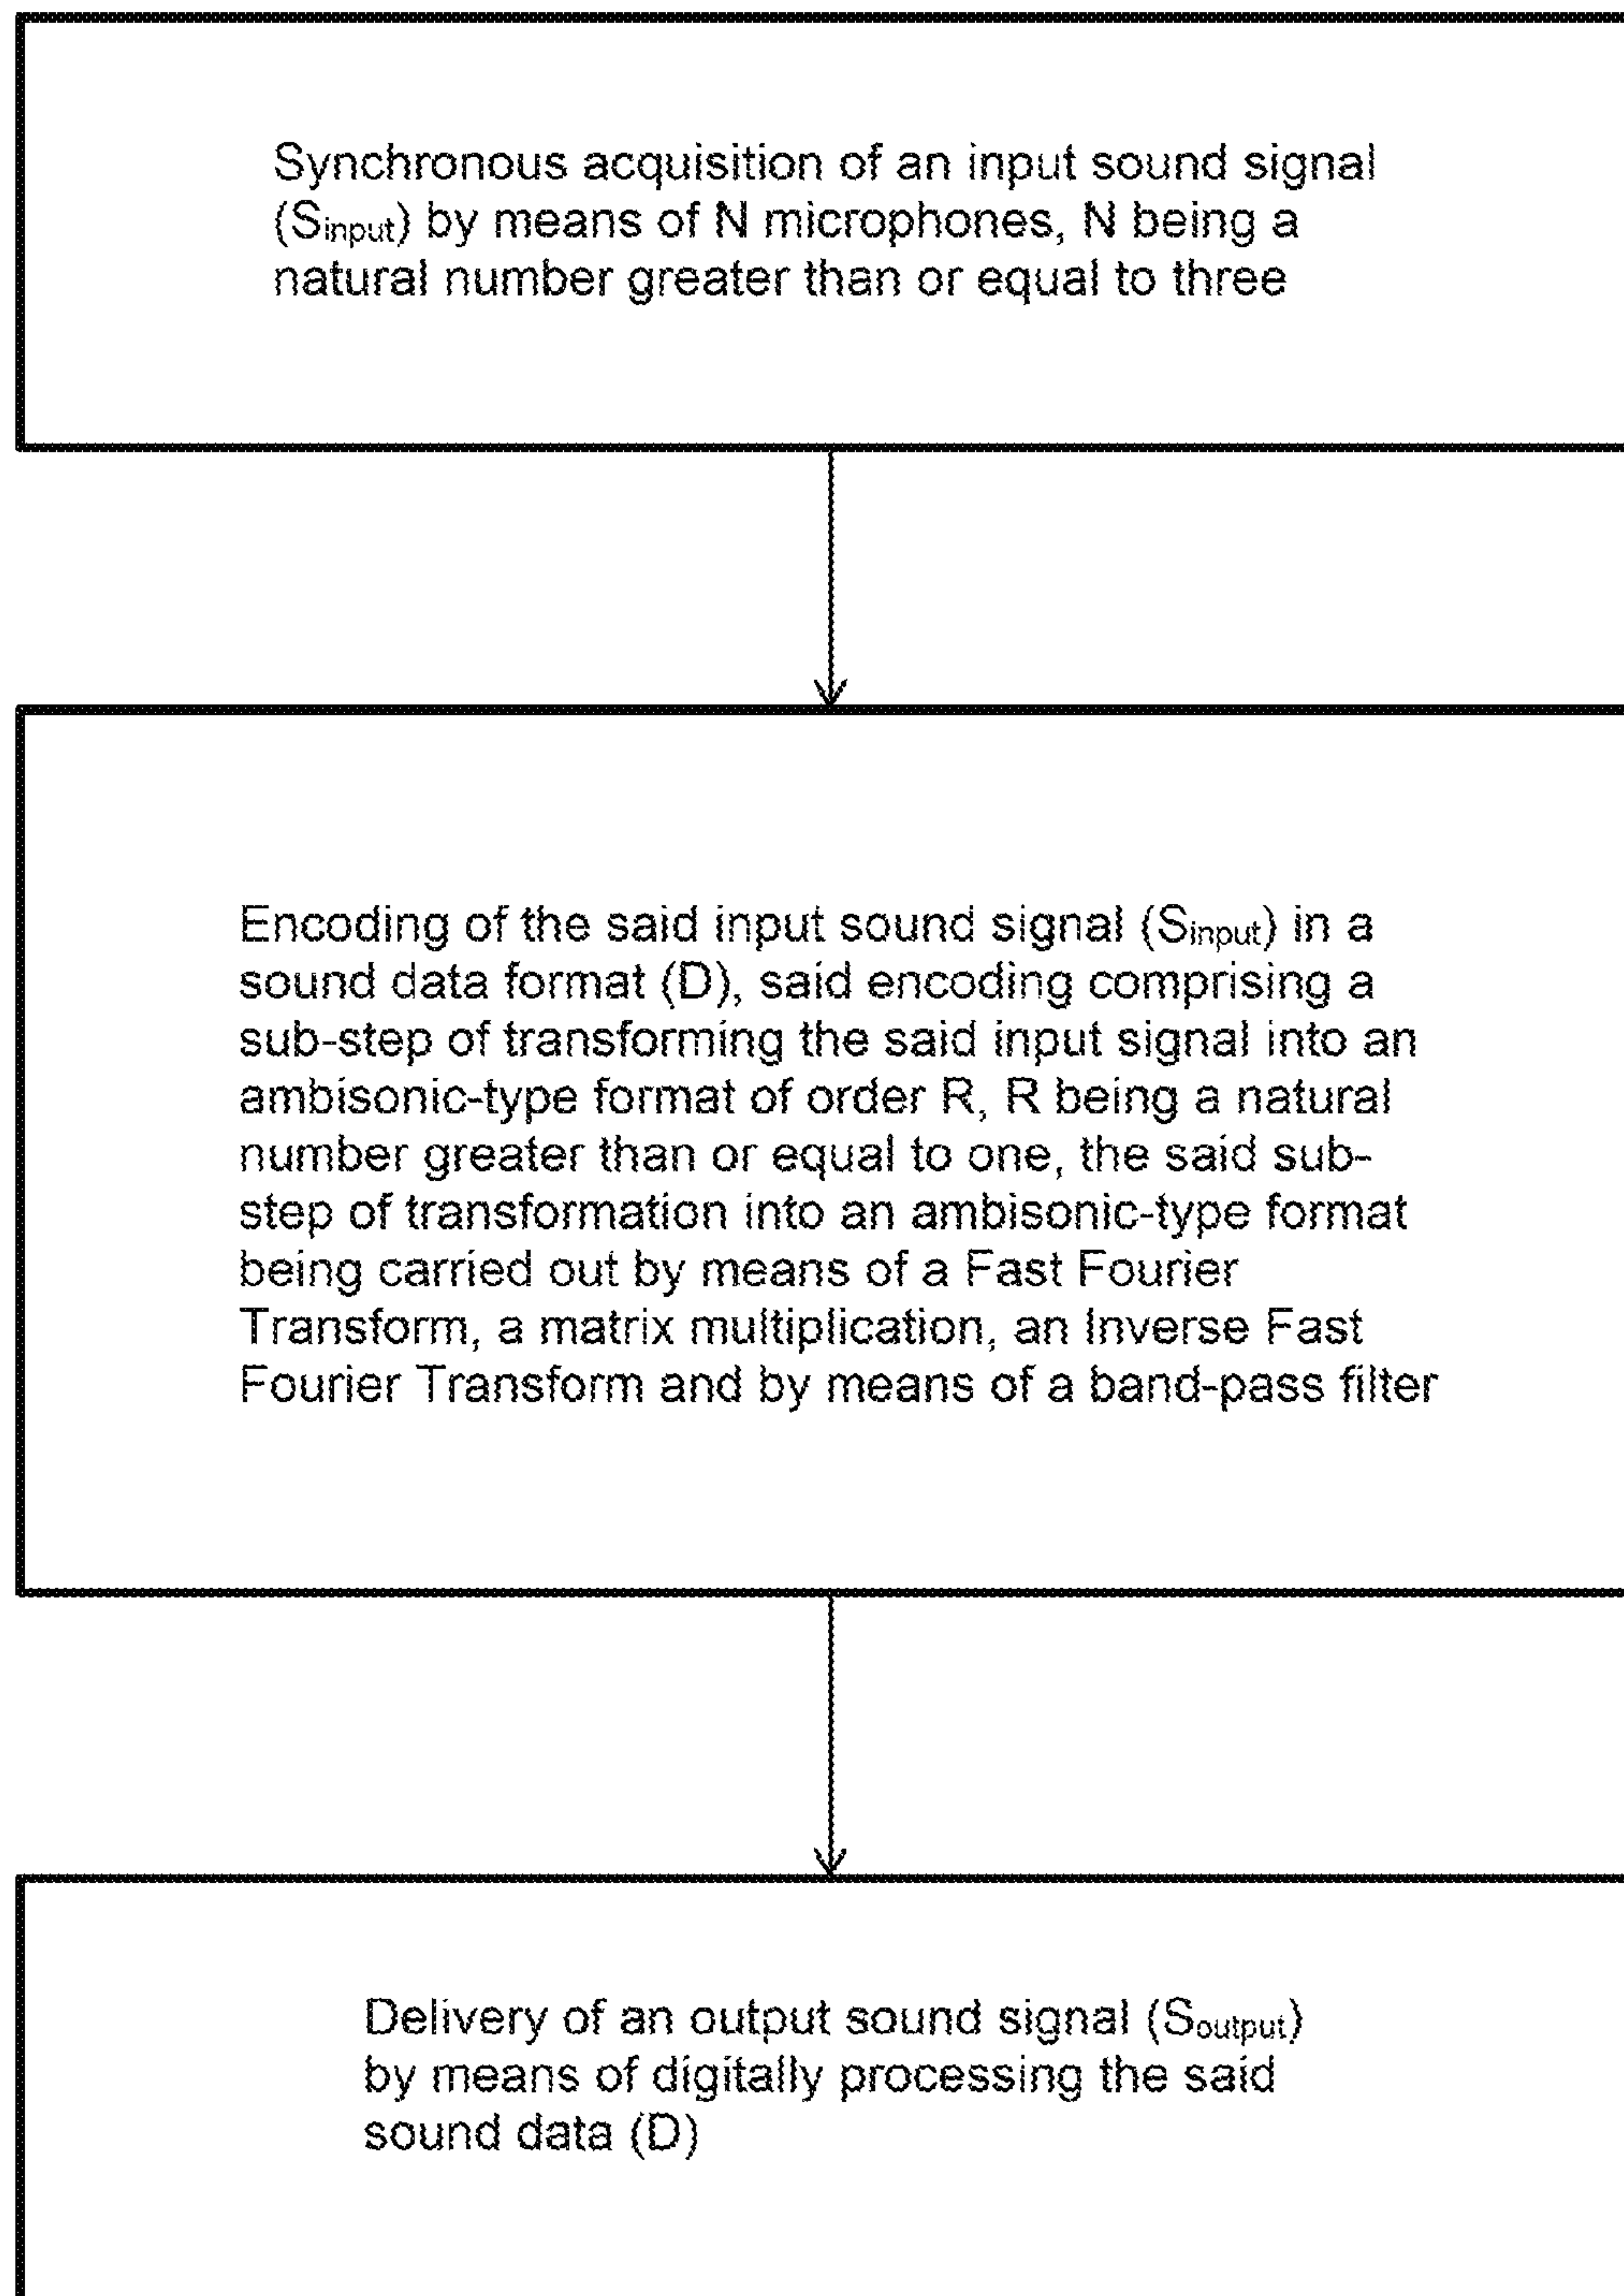 Synchronous acquisition of an input sound signal
(Sinput) by means of N microphones, N being a
natural number greater than or equal to three
Encoding of the said input sound signal (Sinput) in a
sound data format (D), said encoding comprising a
sub-step of transforming the said input signal into an
ambisonic-type format of order R, R being a natural
number greater than or equal to one, the said sub-
step of transformation into an ambisonic-type format
being carried out by means of a Fast Fourier
Transform, a matrix multiplication, an Inverse Fast
Fourier Transform and by means of a band-pass filter
Delivery of an output sound signal (Soutput)
by means of digitally processing the said
sound data (D)